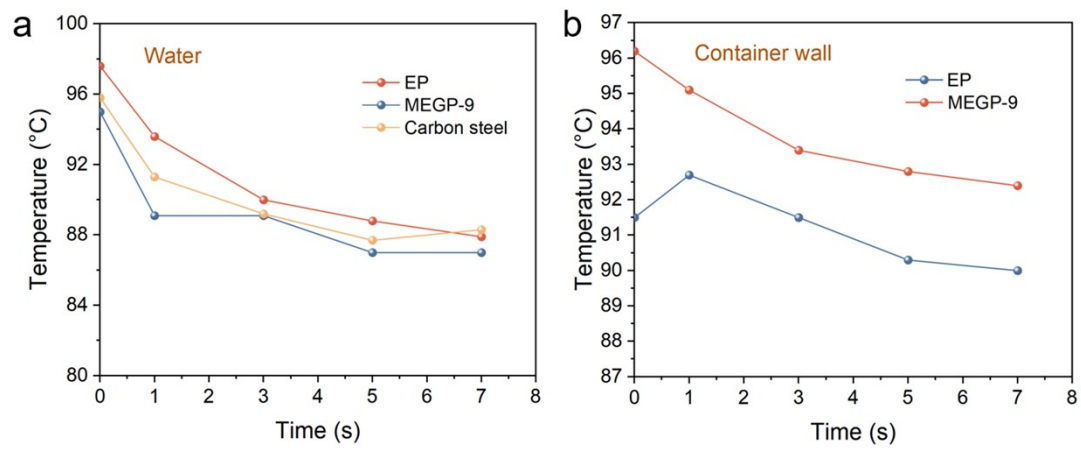 a
Water
EP
MEGP-9
Carbon steel
Temperature (°C)
100
96
92
88
84
80
0 1 2 3 4 5 6 7 8
Time (s)
b
Container wall
EP
MEGP-9
Temperature (°C)
97
96
95
94
93
92
91
90
89
88
87
0 1 2 3 4 5 6 7 8
Time (s)